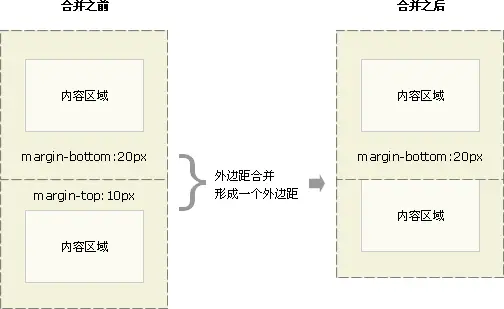 合并之前
合并之后
内容区域
内容区域
margin-bottom:20px
margin-bottom:20px
外边距合并
形成一个外边距
margin-top:10px
内容区域
内容区域